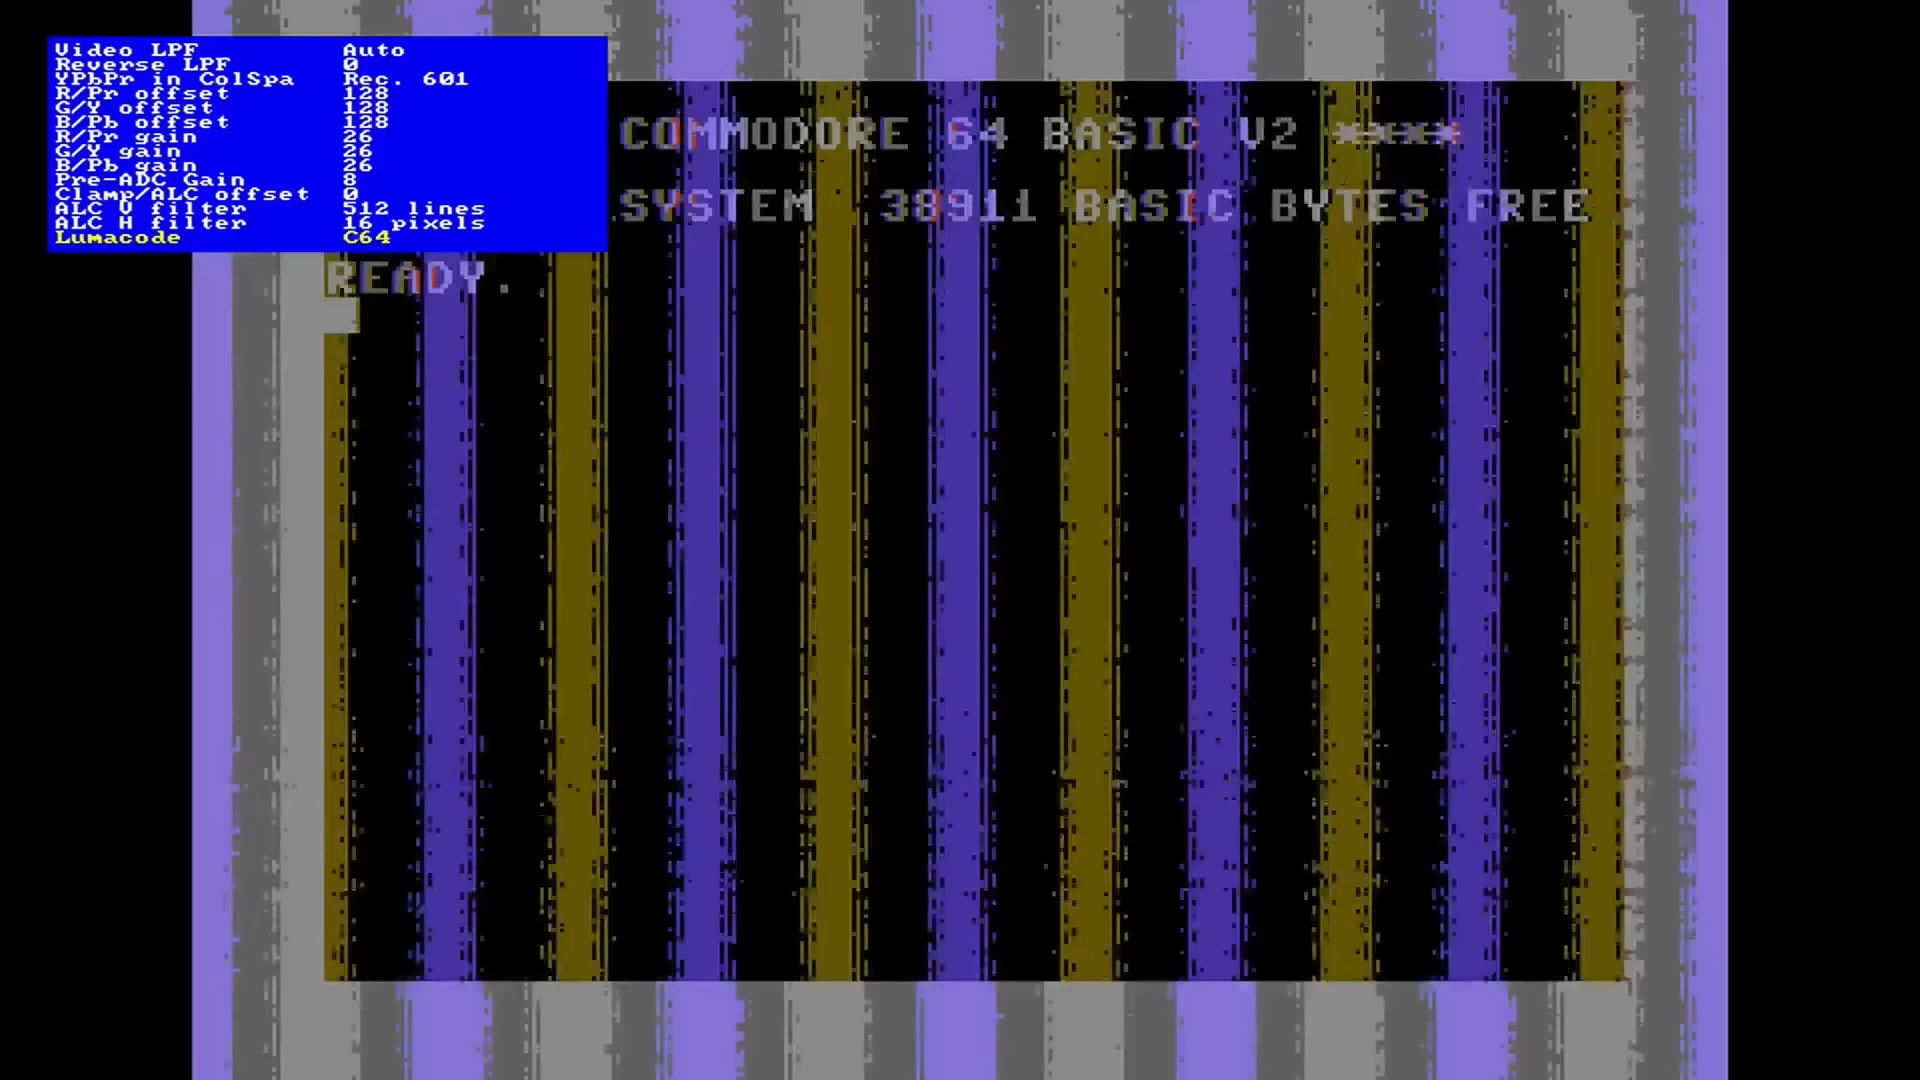 Video LPF Auto
Reverse LPF 0
YPbPr in ColSpa Rec. 601
R/Pr offset 128
G/Y offset 128
B/Pb offset 128
R/Pr gain 26
G/Y gain 26
B/Pb gain 26
Pre-ADC Gain 8
Clamp/ALC offset 0
ALC V filter 512 lines
ALC H filter 16 pixels
Lumacode C64
COMMODORE 64 BASIC V2 ****
SYSTEM 38911 BASIC BYTES FREE
READY.